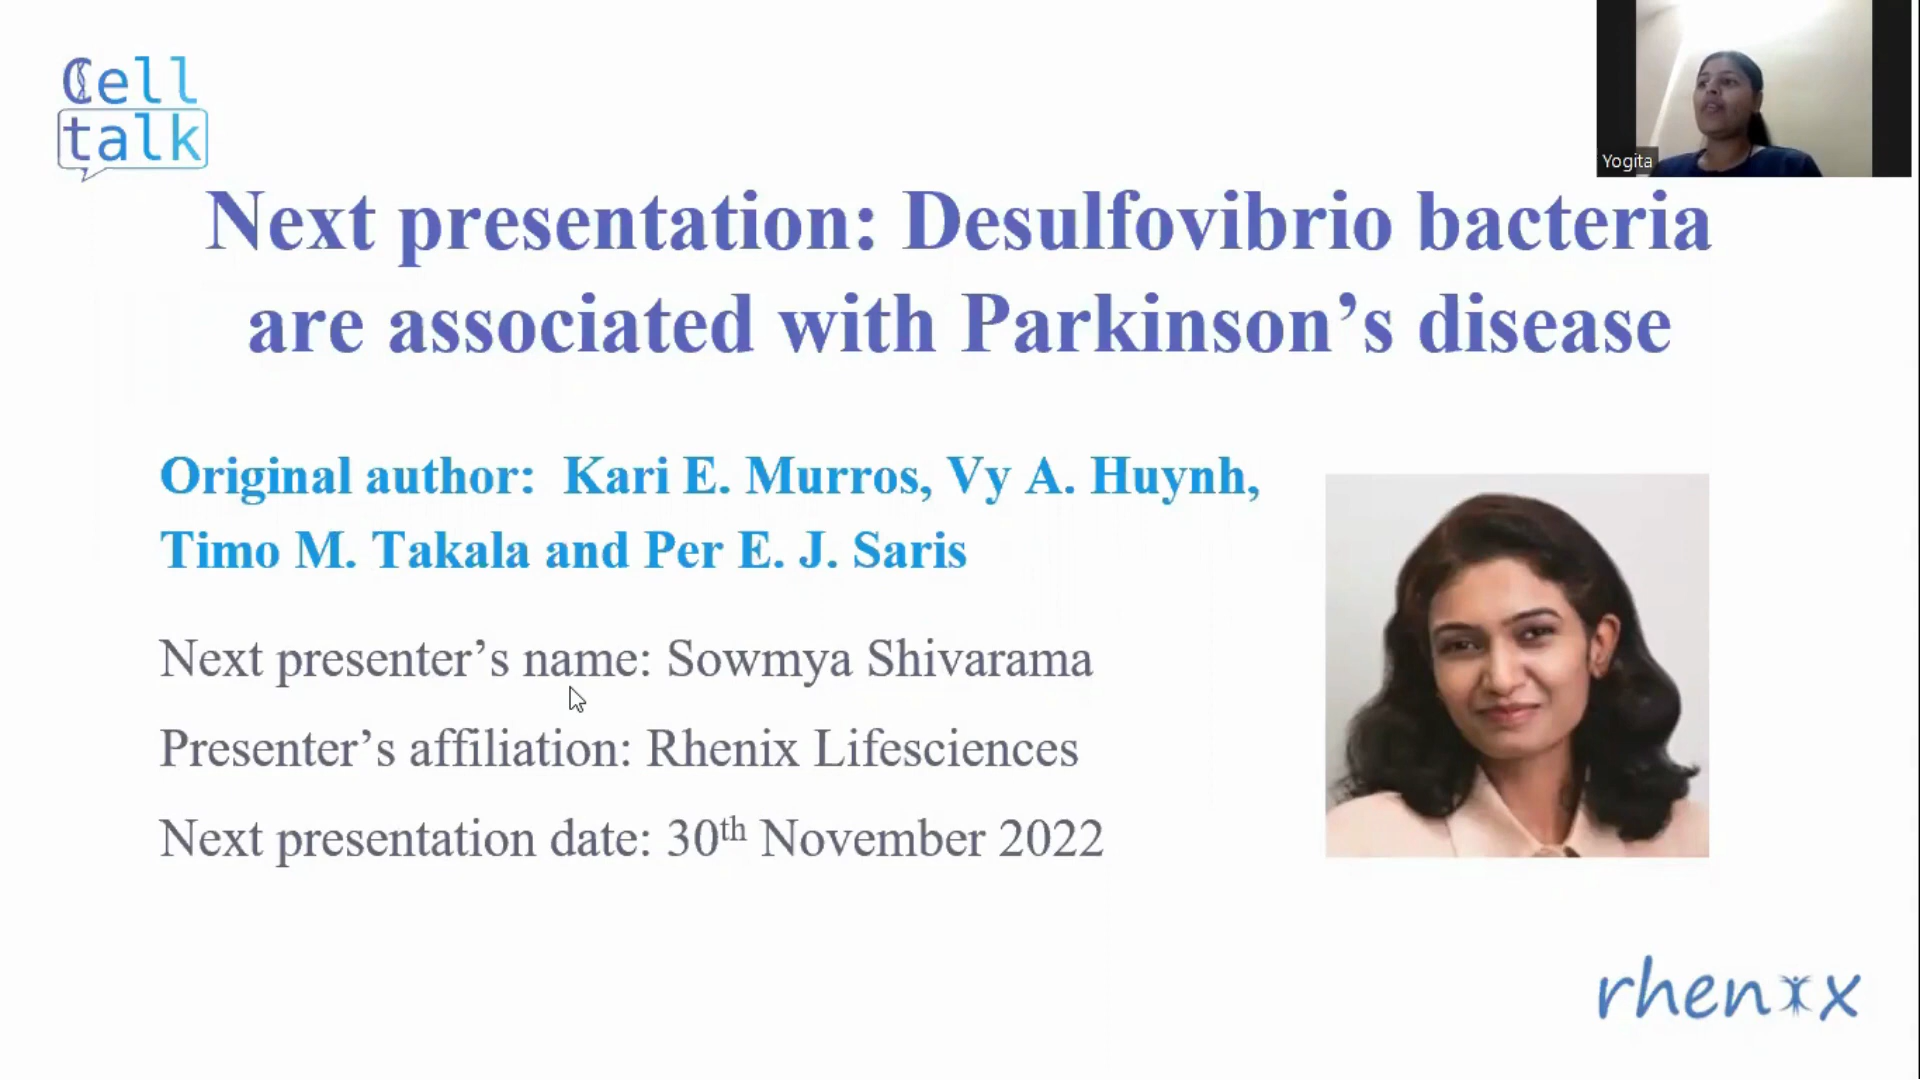 Cell
talk
Yogita
Next presentation: Desulfovibrio bacteria
are associated with Parkinson’s disease
Original author:  Kari E. Murros, Vy A. Huynh,
Timo M. Takala and Per E. J. Saris
Next presenter’s name: Sowmya Shivarama
Presenter’s affiliation: Rhenix Lifesciences
Next presentation date: 30th November 2022
rhenix